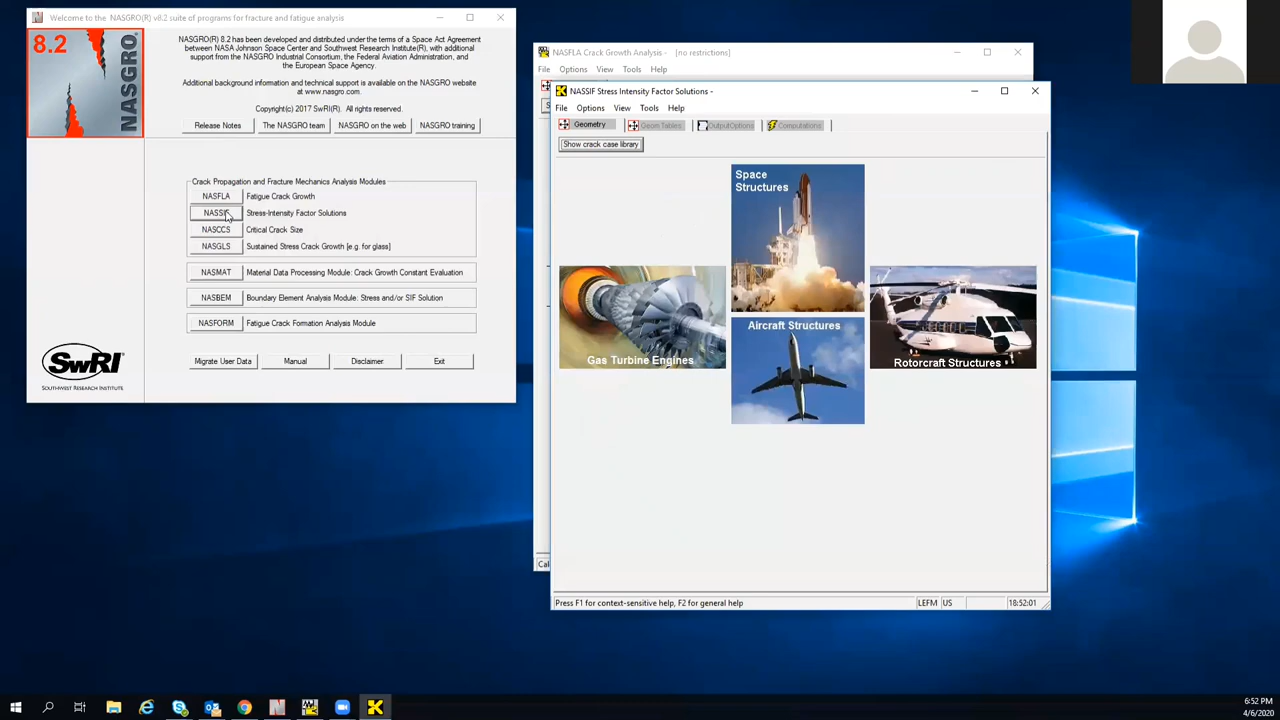 Welcome to the NASGRO(R) v8.2 suite of programs for fracture and fatigue analysis
8.2
NASGRO
NASGRO(R) 8.2 has been developed and distributed under the terms of a Space Act Agreement
between NASA Johnson Space Center and Southwest Research Institute(R), with additional
support from the NASGRO Industrial Consortium, the Federal Aviation Administration, and
the European Space Agency.
Additional background information and technical support is available on the NASGRO website
at www.nasgro.com.
Copyright(c) 2017 SwRI(R). All rights reserved.
Release Notes
The NASGRO team
NASGRO on the web
NASGRO training
Crack Propagation and Fracture Mechanics Analysis Modules
NASFLA Fatigue Crack Growth
NASSIF Stress-Intensity Factor Solutions
NASCCS Critical Crack Size
NASGLS Sustained Stress Crack Growth [e.g. for glass]
NASMAT Material Data Processing Module: Crack Growth Constant Evaluation
NASBEM Boundary Element Analysis Module: Stress and/or SIF Solution
NASFORM Fatigue Crack Formation Analysis Module
Migrate User Data
Manual
Disclaimer
Exit
SwRI
SOUTHWEST RESEARCH INSTITUTE
NASFLA Crack Growth Analysis - [no restrictions]
File Options View Tools Help
S
Cal
NASSIF Stress Intensity Factor Solutions -
File Options View Tools Help
Geometry
Geom Tables
OutputOptions
Computations
Show crack case library
Space
Structures
Gas Turbine Engines
Aircraft Structures
Rotorcraft Structures
Press F1 for context-sensitive help, F2 for general help
LEFM US 18:52:01
6:52 PM
4/6/2020